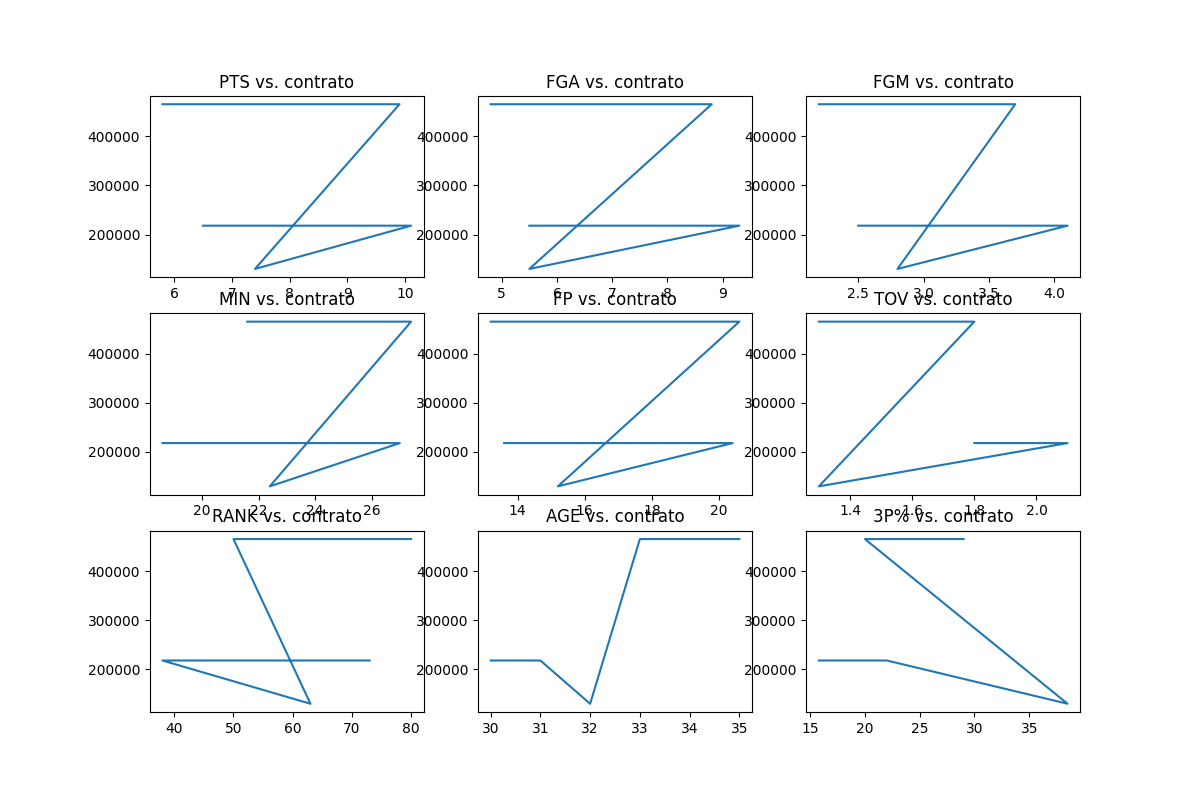 PTS vs. contrato
FGA vs. contrato
FGM vs. contrato
400000
300000
200000
400000
300000
200000
400000
300000
200000
6 7 8 9 10
5 6 7 8 9
2.5 3.0 3.5 4.0
MIN vs. contrato
FP vs. contrato
TOV vs. contrato
400000
300000
200000
400000
300000
200000
400000
300000
200000
20 22 24 26
14 16 18 20
1.4 1.6 1.8 2.0
RANK vs. contrato
AGE vs. contrato
3P% vs. contrato
400000
300000
200000
400000
300000
200000
400000
300000
200000
40 50 60 70 80
30 31 32 33 34 35
15 20 25 30 35